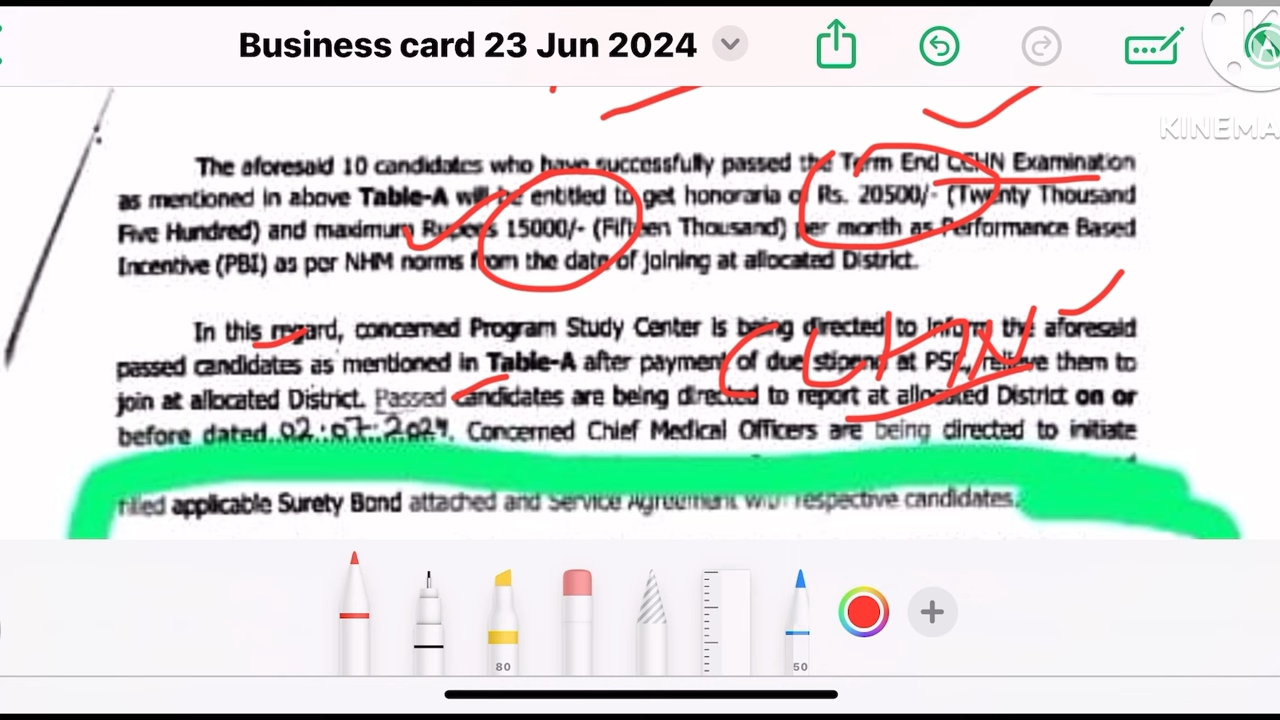 Business card 23 Jun 2024
KINEMA
The aforesaid 10 candidates who have successfully passed the Term End CCHN Examination
as mentioned in above Table-A will be entitled to get honoraria of Rs. 20500/- (Twenty Thousand
Five Hundred) and maximum Rupees 15000/- (Fifteen Thousand) per month as Performance Based
Incentive (PBI) as per NHM norms from the date of joining at allocated District.
In this regard, concerned Program Study Center is being directed to inform the aforesaid
passed candidates as mentioned in Table-A after payment of due stipend at PSC, relieve them to
join at allocated District. Passed candidates are being directed to report at allocated District on or
before dated 02.07.2024. Concerned Chief Medical Officers are being directed to initiate
filled applicable Surety Bond attached and Service Agreement with respective candidates.
80
50